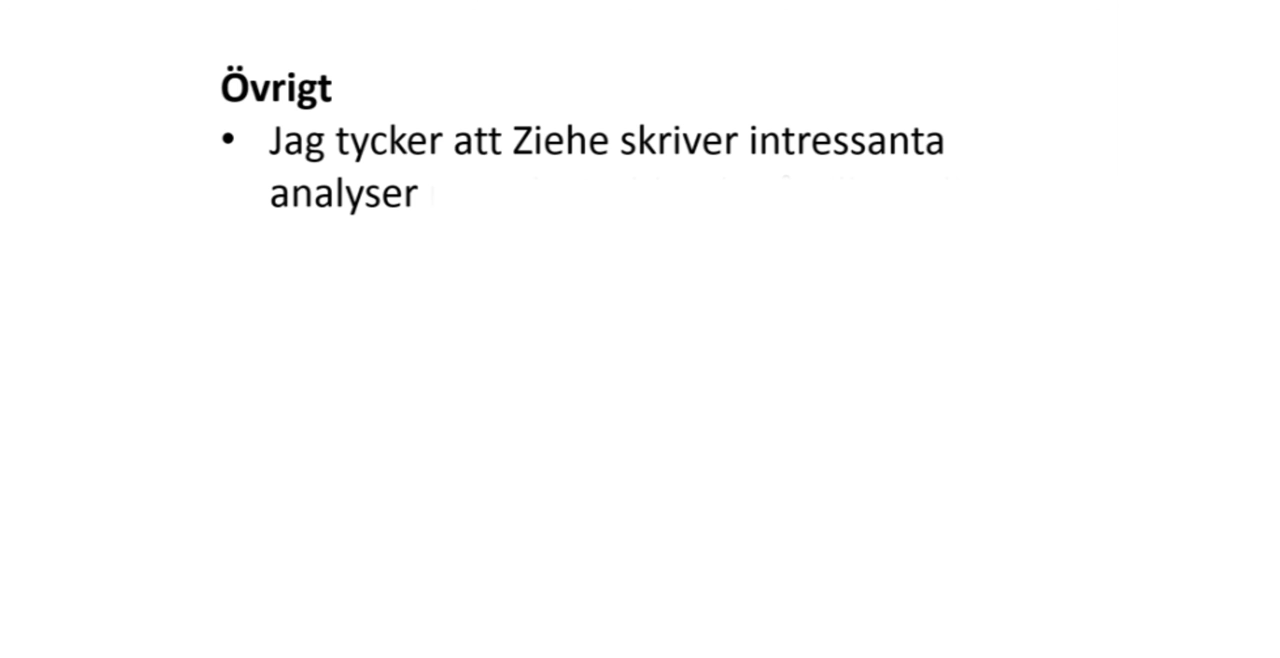 Övrigt
• Jag tycker att Ziehe skriver intressanta
analyser